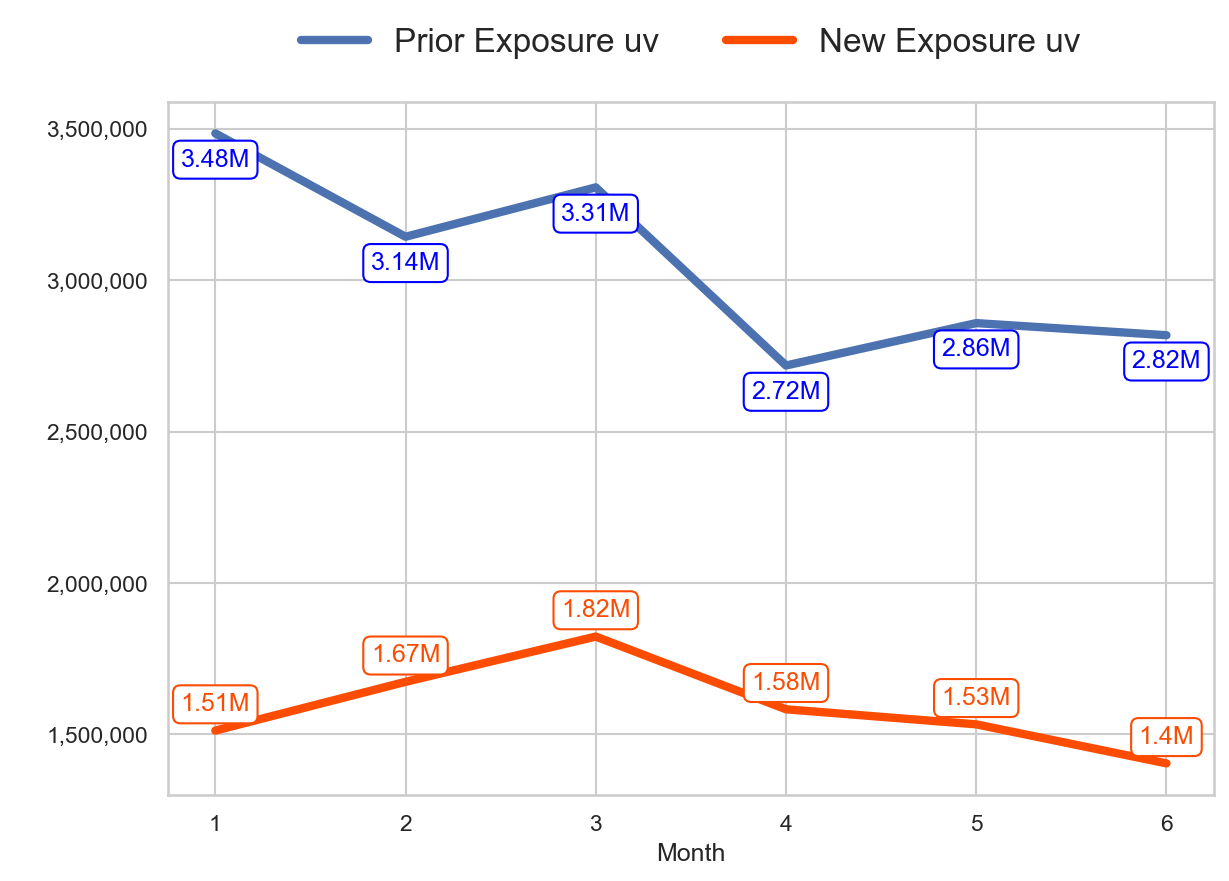 Prior Exposure uv New Exposure uv
3,500,000
3.48M
3.31M
3.14M
3,000,000
2.86M
2.82M
2.72M
2,500,000
2,000,000
1.82M
1.67M
1.58M
1.51M
1.53M
1.4M
1,500,000
1 2 3 4 5 6
Month